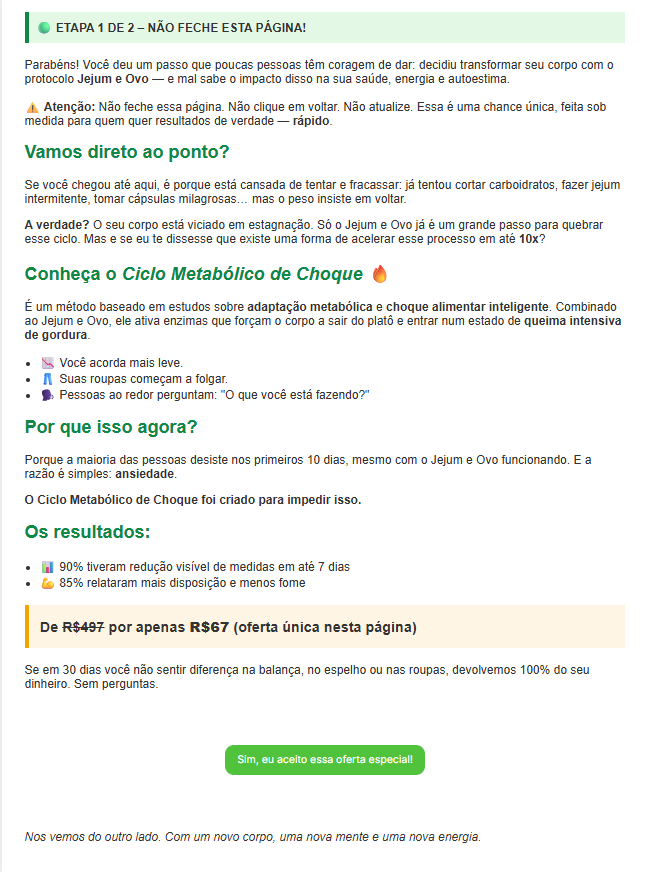 ETAPA 1 DE 2 – NÃO FECHE ESTA PÁGINA!
Parabéns! Você deu um passo que poucas pessoas têm coragem de dar: decidiu transformar seu corpo com o
protocolo Jejum e Ovo — e mal sabe o impacto disso na sua saúde, energia e autoestima.
⚠️ Atenção: Não feche essa página. Não clique em voltar. Não atualize. Essa é uma chance única, feita sob
medida para quem quer resultados de verdade — rápido.
Vamos direto ao ponto?
Se você chegou até aqui, é porque está cansada de tentar e fracassar: já tentou cortar carboidratos, fazer jejum
intermitente, tomar cápsulas milagrosas… mas o peso insiste em voltar.
A verdade? O seu corpo está viciado em estagnação. Só o Jejum e Ovo já é um grande passo para quebrar
esse ciclo. Mas e se eu te dissesse que existe uma forma de acelerar esse processo em até 10x?
Conheça o Ciclo Metabólico de Choque 🔥
É um método baseado em estudos sobre adaptação metabólica e choque alimentar inteligente. Combinado
ao Jejum e Ovo, ele ativa enzimas que forçam o corpo a sair do platô e entrar num estado de queima intensiva
de gordura.
• 📉 Você acorda mais leve.
• 👖 Suas roupas começam a folgar.
• 🗣️ Pessoas ao redor perguntam: "O que você está fazendo?"
Por que isso agora?
Porque a maioria das pessoas desiste nos primeiros 10 dias, mesmo com o Jejum e Ovo funcionando. E a
razão é simples: ansiedade.
O Ciclo Metabólico de Choque foi criado para impedir isso.
Os resultados:
• 📊 90% tiveram redução visível de medidas em até 7 dias
• 💪 85% relataram mais disposição e menos fome
De R$497 por apenas R$67 (oferta única nesta página)
Se em 30 dias você não sentir diferença na balança, no espelho ou nas roupas, devolvemos 100% do seu
dinheiro. Sem perguntas.
Sim, eu aceito essa oferta especial!
Nos vemos do outro lado. Com um novo corpo, uma nova mente e uma nova energia.